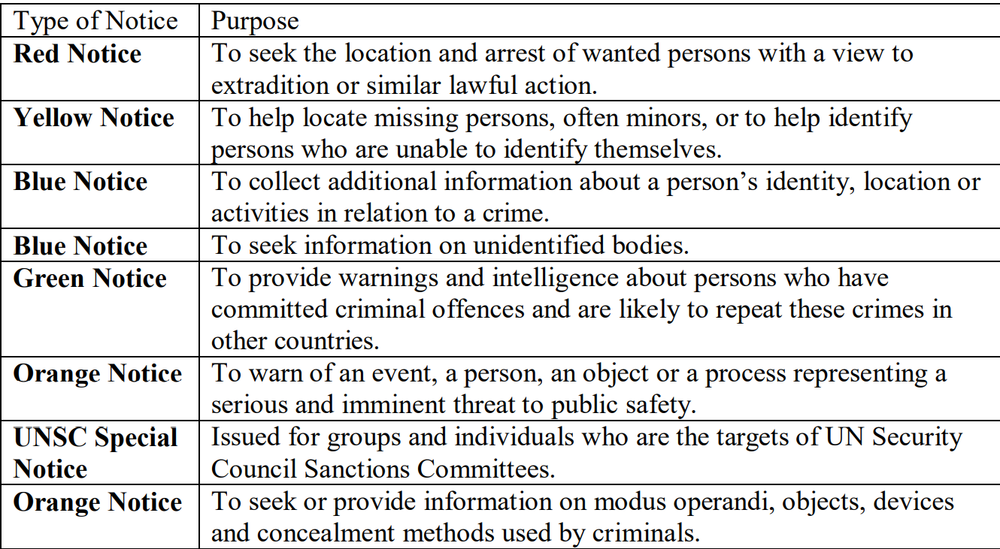 Type of Notice Purpose
Red Notice To seek the location and arrest of wanted persons with a view to
extradition or similar lawful action.
Yellow Notice To help locate missing persons, often minors, or to help identify
persons who are unable to identify themselves.
Blue Notice To collect additional information about a person’s identity, location or
activities in relation to a crime.
Blue Notice To seek information on unidentified bodies.
Green Notice To provide warnings and intelligence about persons who have
committed criminal offences and are likely to repeat these crimes in
other countries.
Orange Notice To warn of an event, a person, an object or a process representing a
serious and imminent threat to public safety.
UNSC Special Issued for groups and individuals who are the targets of UN Security
Notice Council Sanctions Committees.
Orange Notice To seek or provide information on modus operandi, objects, devices
and concealment methods used by criminals.